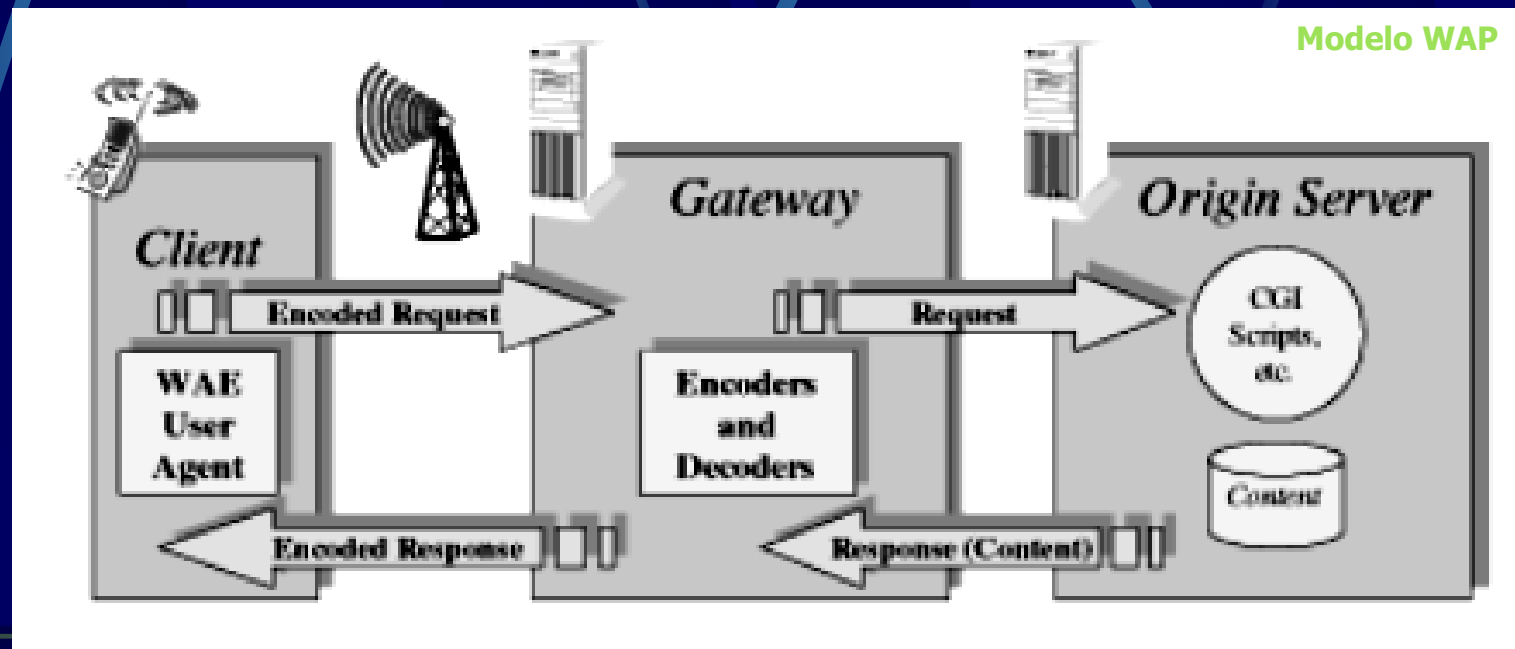 Modelo WAP
Client
Gateway
Origin Server
Encoded Request
Request
CGI
Scripts,
etc.
WAE
User
Agent
Encoders
and
Decoders
Content
Encoded Response
Response (Content)